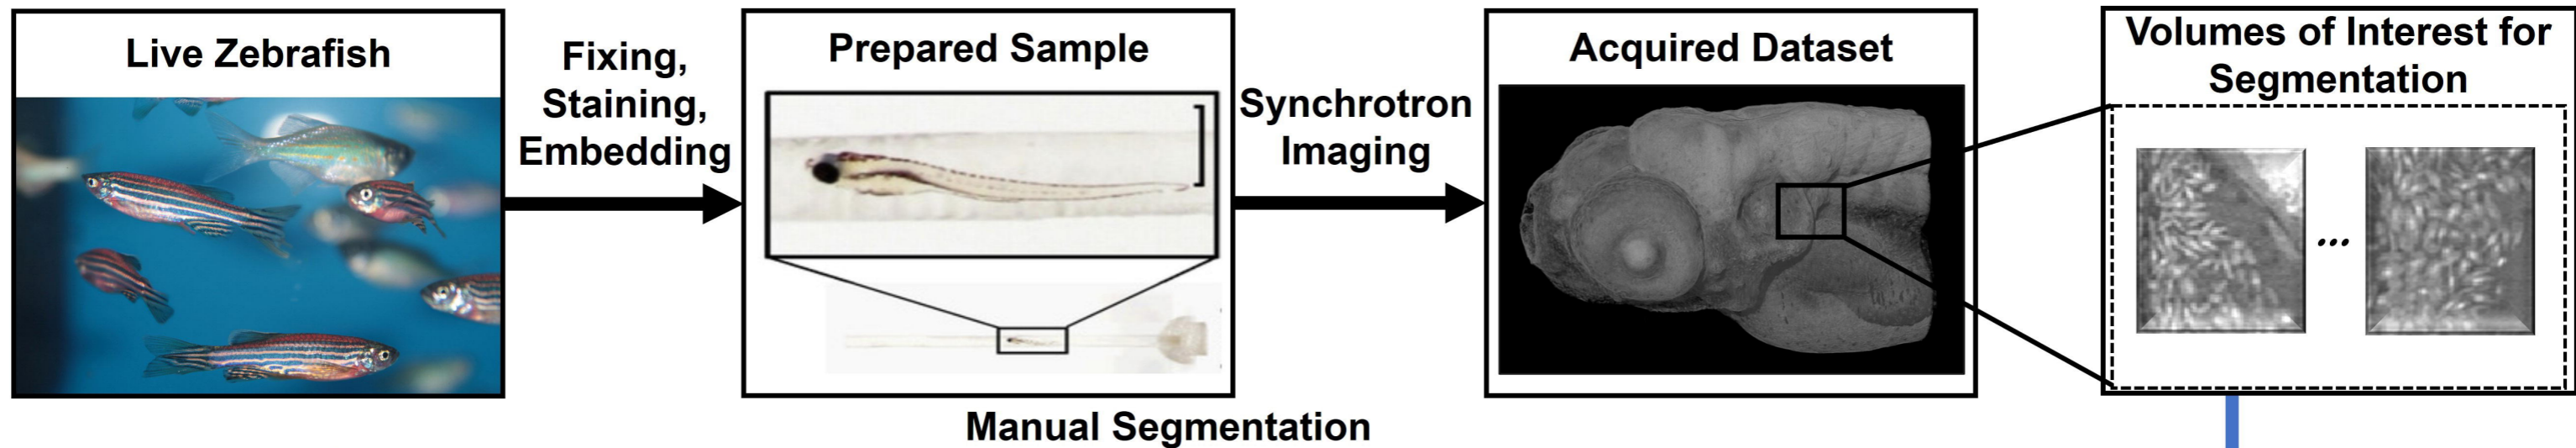 Live Zebrafish
Fixing,
Staining,
Embedding
Prepared Sample
Synchrotron
Imaging
Acquired Dataset
Volumes of Interest for
Segmentation
...
Manual Segmentation